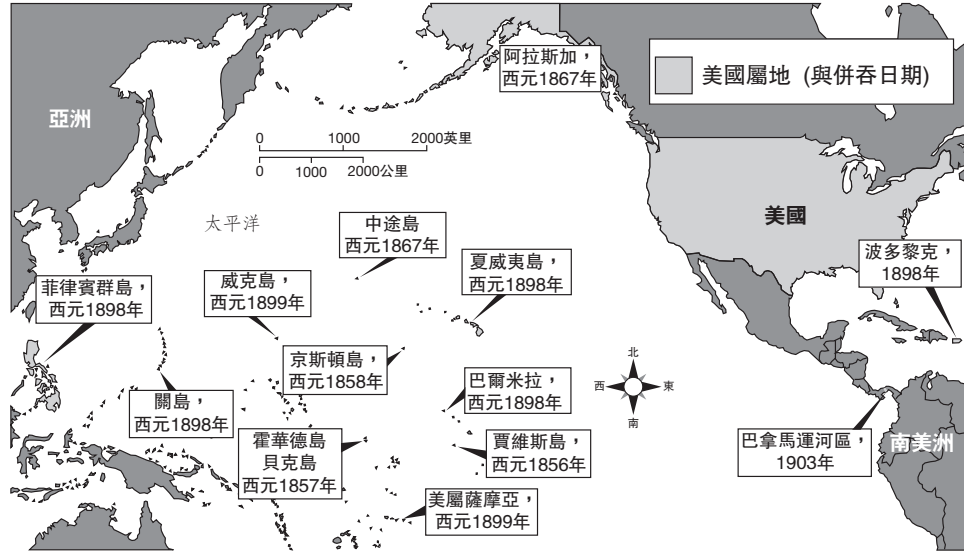 阿拉斯加，
西元1867年
美國屬地 (與併吞日期)
亞洲
0 1000 2000英里
0 1000 2000公里
太平洋
中途島
西元1867年
美國
菲律賓群島，
西元1898年
威克島，
西元1899年
夏威夷島，
西元1898年
波多黎克，
1898年
京斯頓島，
西元1858年
北
西
東
南
關島，
西元1898年
巴爾米拉，
西元1898年
霍華德島
貝克島
西元1857年
賈維斯島，
西元1856年
巴拿馬運河區，
1903年
南美洲
美屬薩摩亞，
西元1899年